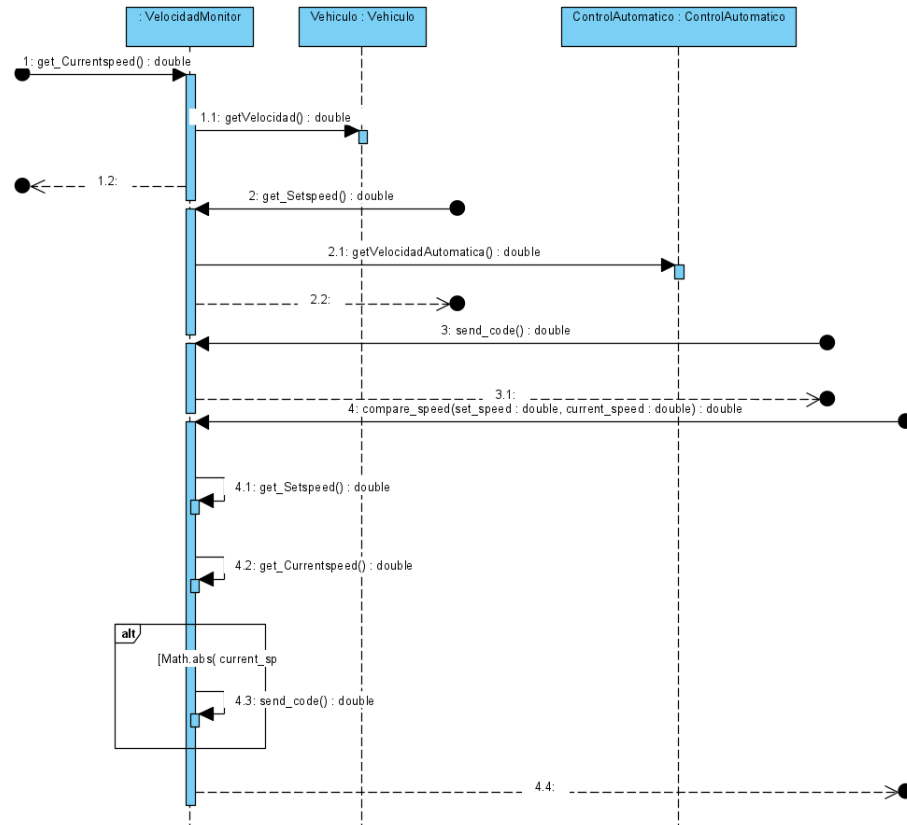 : VelocidadMonitor
Vehiculo : Vehiculo
ControlAutomatico : ControlAutomatico
1: get_Currentspeed() : double
1.1: getVelocidad() : double
1.2:
2: get_Setspeed() : double
2.1: getVelocidadAutomatica() : double
2.2:
3: send_code() : double
3.1:
4: compare_speed(set_speed : double, current_speed : double) : double
4.1: get_Setspeed() : double
4.2: get_Currentspeed() : double
alt
[Math.abs( current_sp
4.3: send_code() : double
4.4: